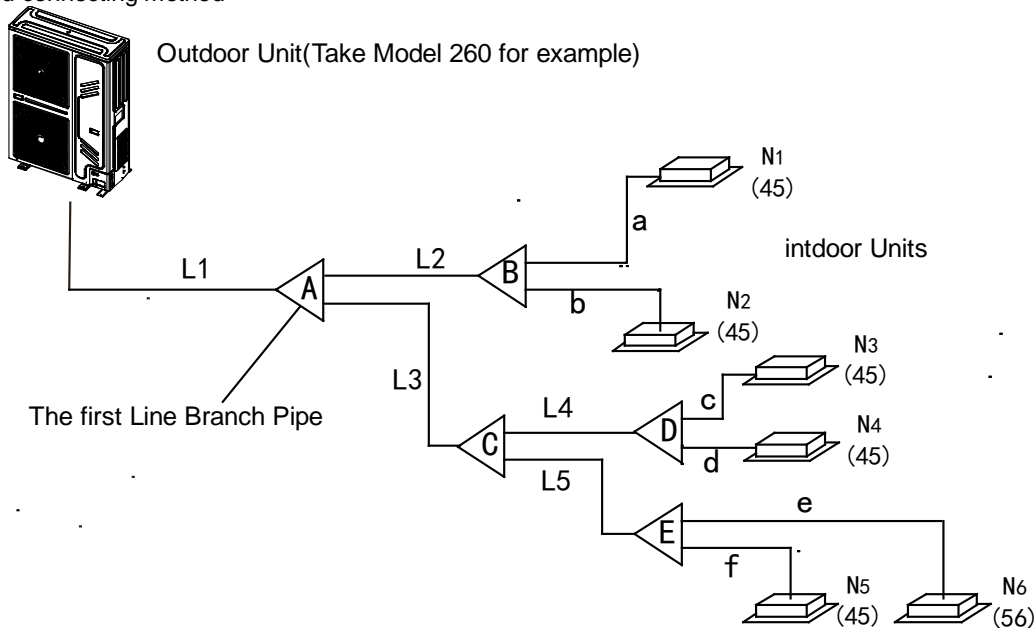 connecting method
Outdoor Unit(Take Model 260 for example)
N1
(45)
a
intdoor Units
L1
L2
A
B
b
N2
(45)
N3
(45)
L3
c
The first Line Branch Pipe
L4
D
N4
(45)
C
d
L5
e
E
f
N5
(45)
N6
(56)